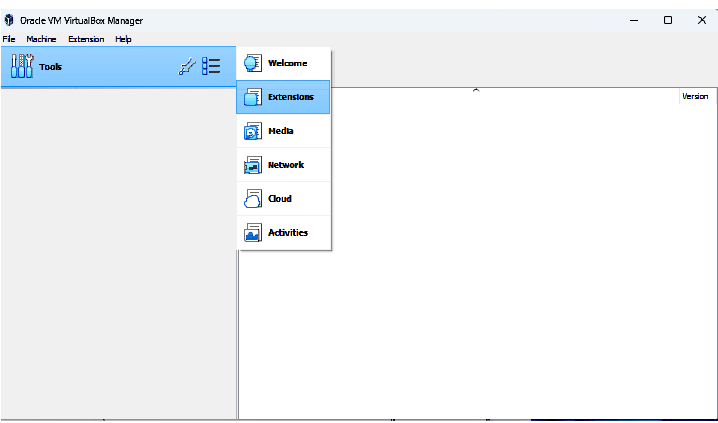 Oracle VM VirtualBox Manager
File Machine Extension Help
Tools
Welcome
Extensions
Version
Media
Network
Cloud
Activities